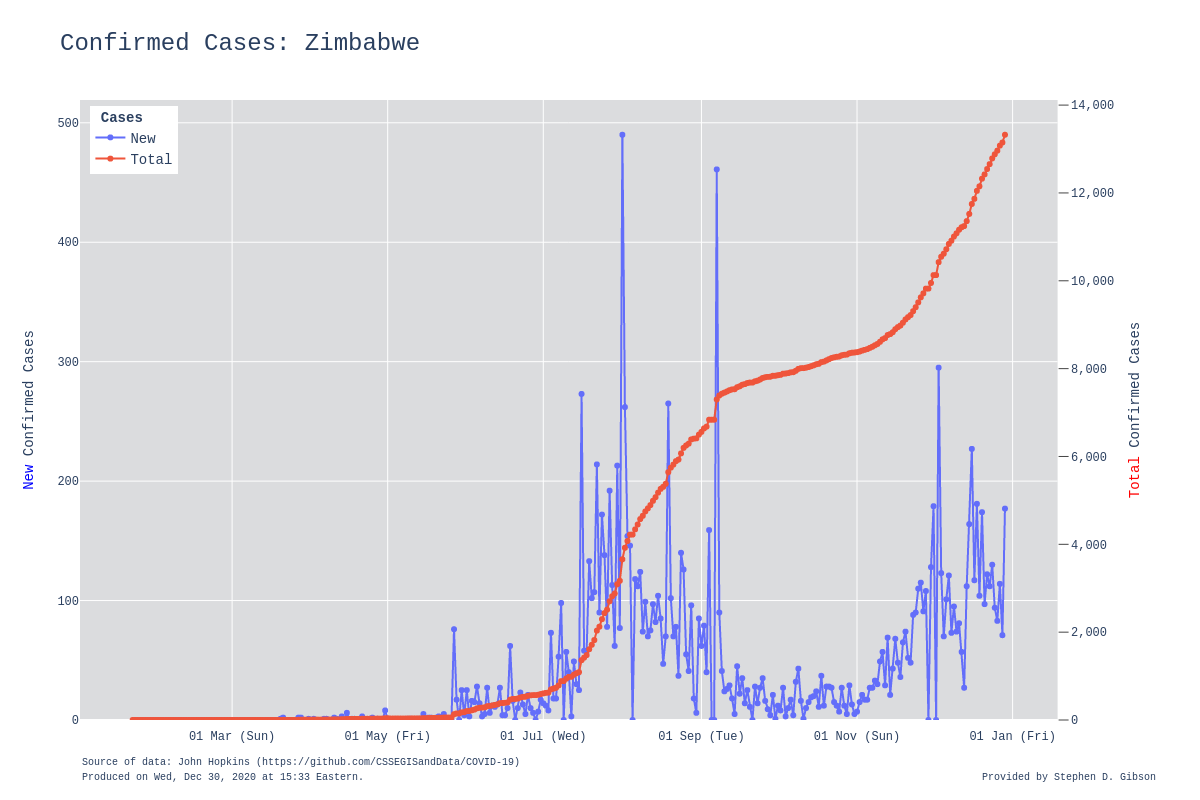 Confirmed Cases: Zimbabwe
Cases
New
Total
500
400
300
200
100
0
14,000
12,000
10,000
8,000
6,000
4,000
2,000
0
New Confirmed Cases
Total Confirmed Cases
01 Mar (Sun)
01 May (Fri)
01 Jul (Wed)
01 Sep (Tue)
01 Nov (Sun)
01 Jan (Fri)
Source of data: John Hopkins (https://github.com/CSSEGISandData/COVID-19)
Produced on Wed, Dec 30, 2020 at 15:33 Eastern.
Provided by Stephen D. Gibson